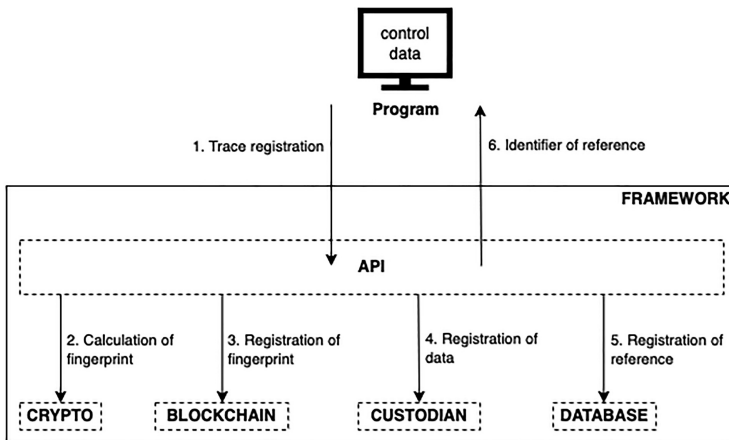 control
data
Program
1. Trace registration
6. Identifier of reference
FRAMEWORK
API
2. Calculation of
fingerprint
3. Registration of
fingerprint
4. Registration of
data
5. Registration of
reference
CRYPTO
BLOCKCHAIN
CUSTODIAN
DATABASE